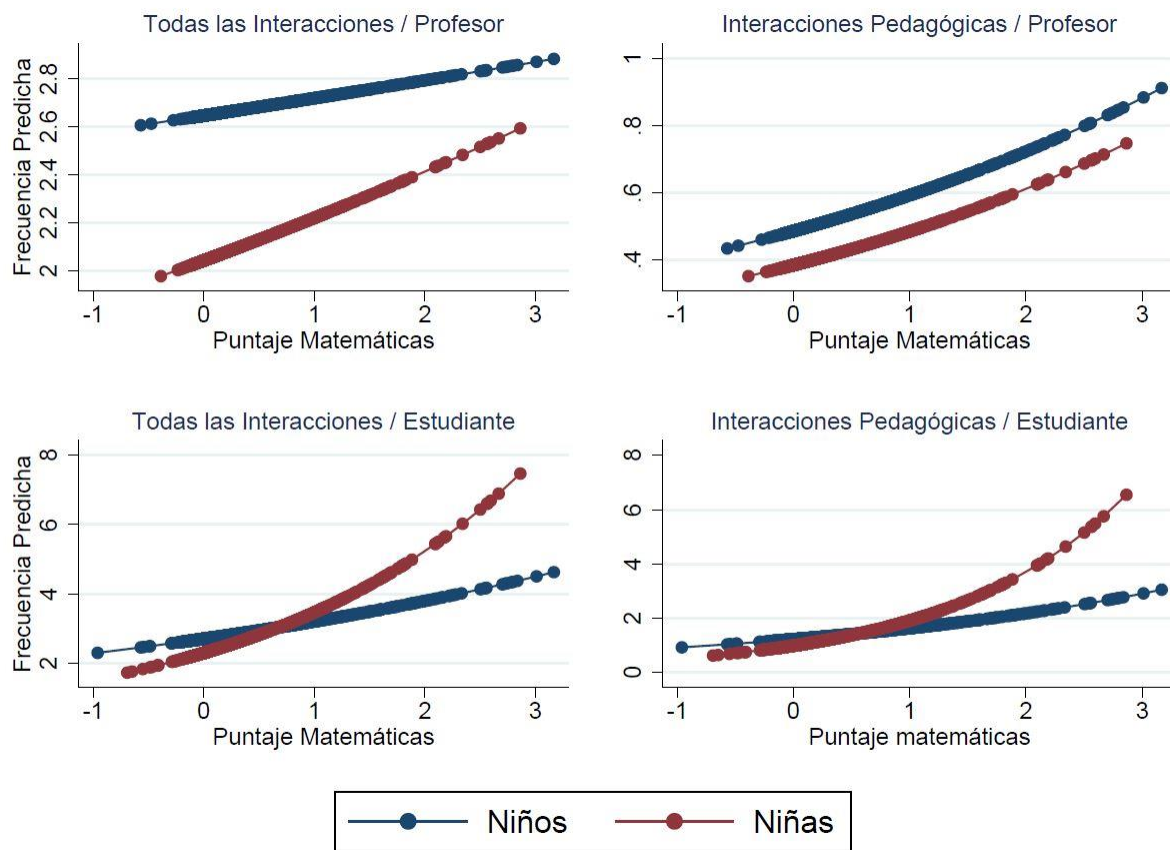 Todas las Interacciones / Profesor
Frecuencia Predicha
2.8
2.6
2.4
2.2
2
-1 0 1 2 3
Puntaje Matemáticas
Interacciones Pedagógicas / Profesor
1
.8
.6
.4
-1 0 1 2 3
Puntaje Matemáticas
Todas las Interacciones / Estudiante
Frecuencia Predicha
8
6
4
2
-1 0 1 2 3
Puntaje Matemáticas
Interacciones Pedagógicas / Estudiante
8
6
4
2
0
-1 0 1 2 3
Puntaje matemáticas
Niños Niñas